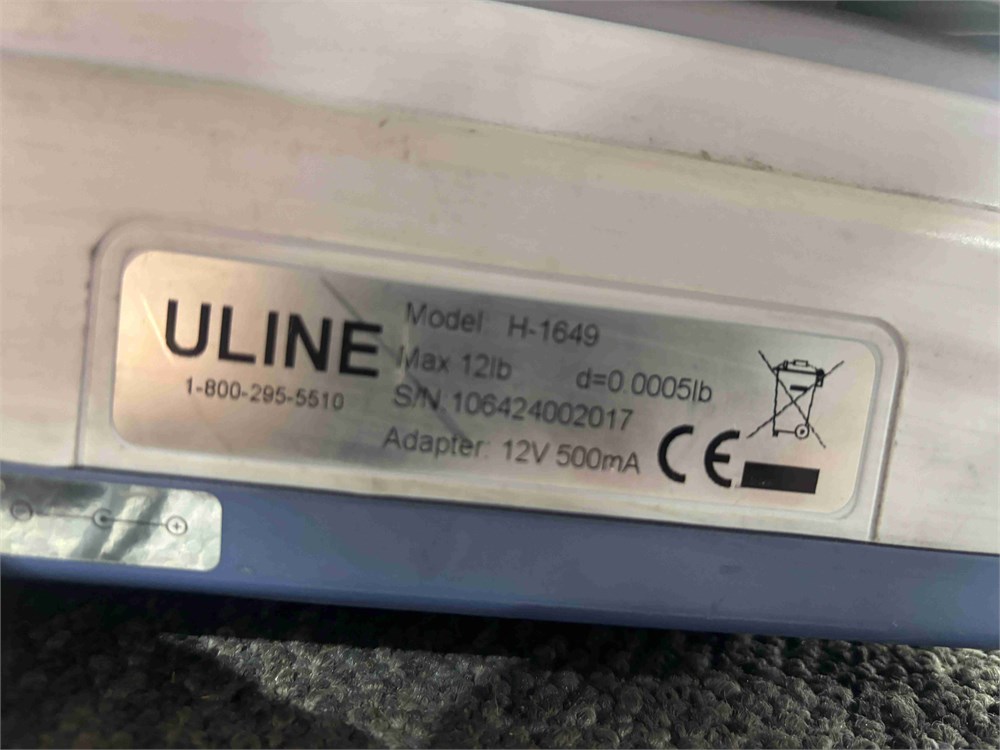 ULINE
1-800-295-5510
Model H-1649
Max 12lb d=0.0005lb
S/N.106424002017
Adapter: 12V 500mA
CE